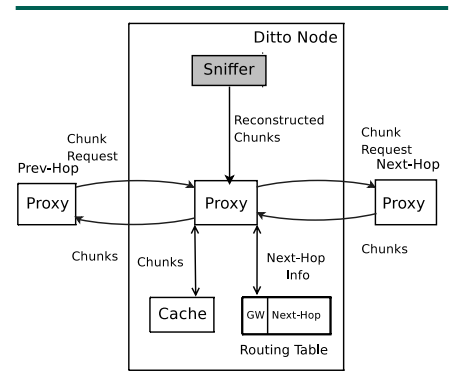 Ditto Node
Sniffer
Reconstructed
Chunks
Chunk
Request
Prev-Hop
Proxy
Chunks
Proxy
Chunk
Request
Next-Hop
Proxy
Chunks
Chunks
Next-Hop
Info
Cache
GW Next-Hop
Routing Table